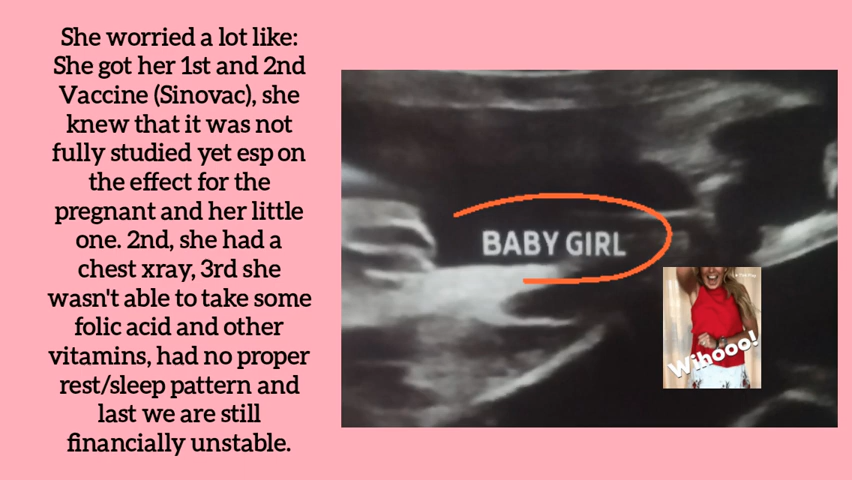 She worried a lot like:
She got her 1st and 2nd
Vaccine (Sinovac), she
knew that it was not
fully studied yet esp on
the effect for the
pregnant and her little
one. 2nd, she had a
chest xray, 3rd she
wasn't able to take some
folic acid and other
vitamins, had no proper
rest/sleep pattern and
last we are still
financially unstable.
BABY GIRL
Wihooo!